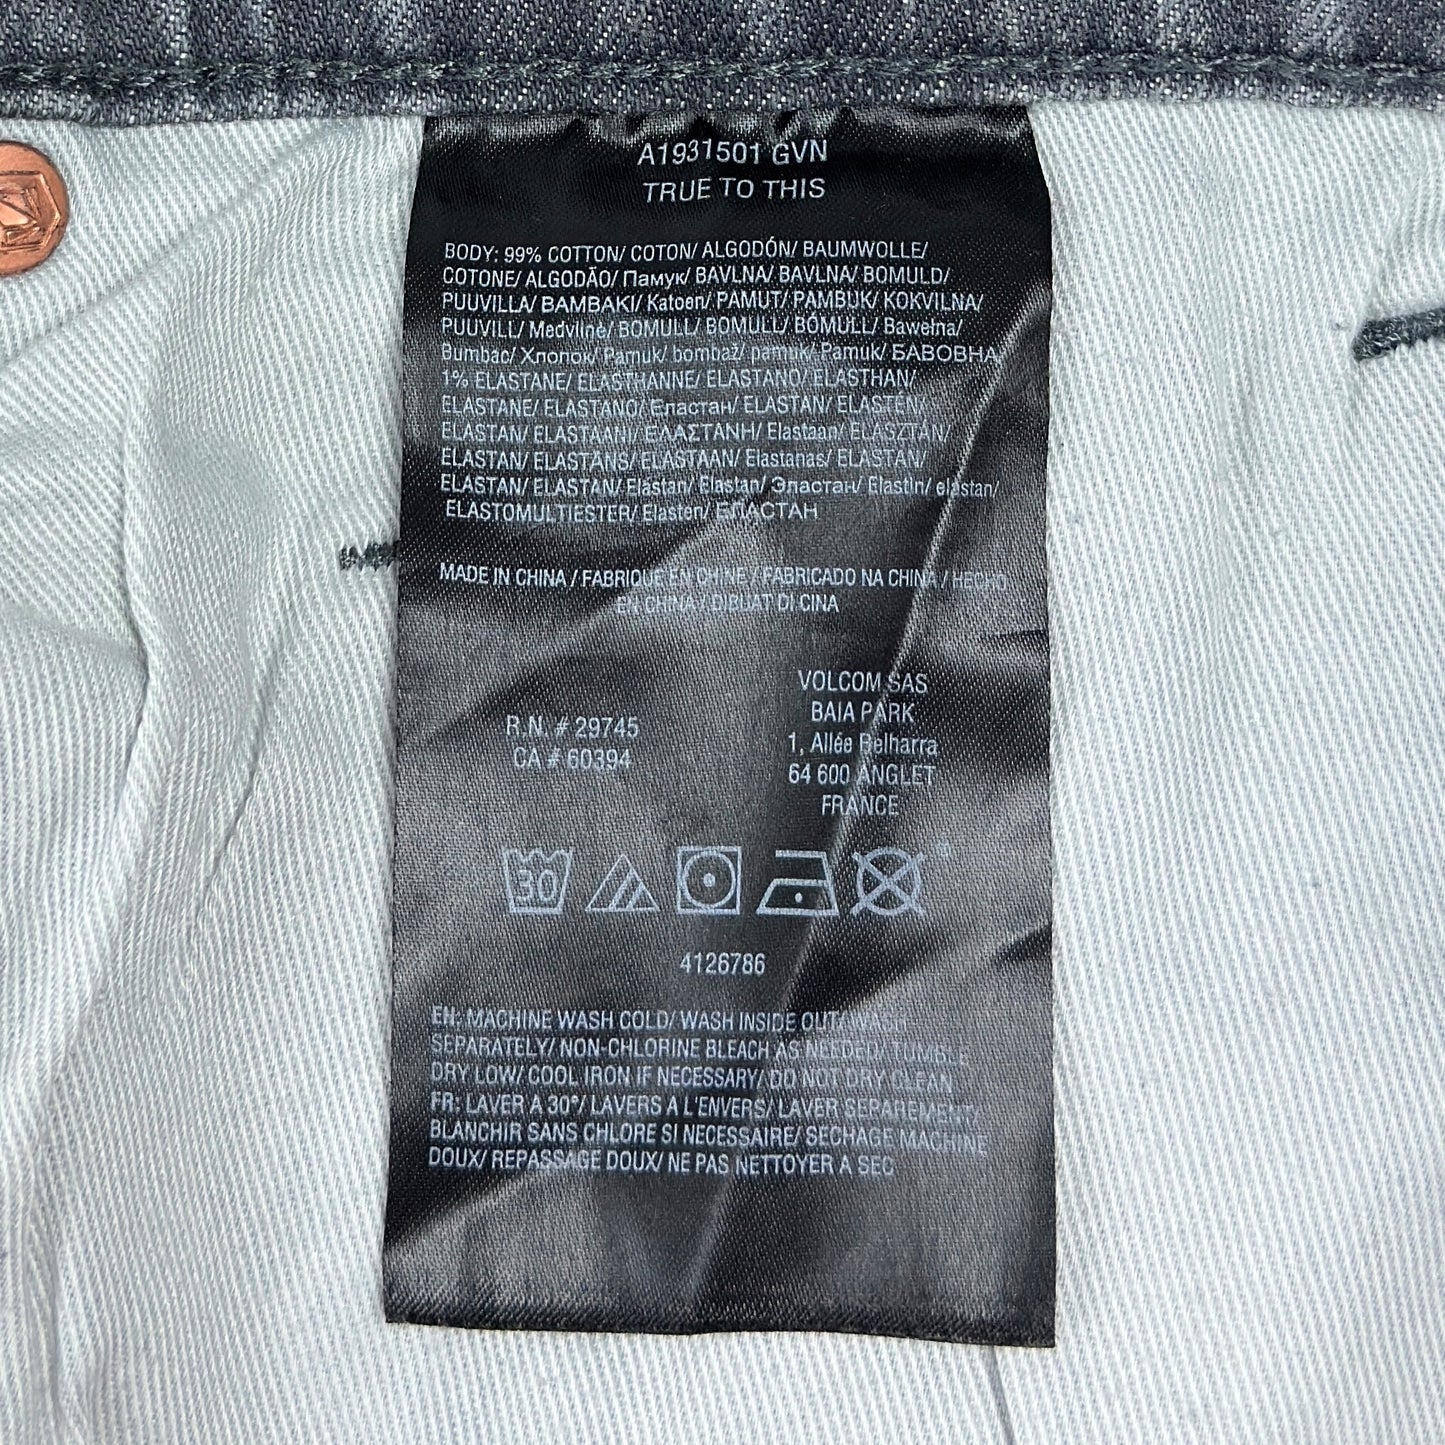 A1931501 GVN
TRUE TO THIS
BODY: 99% COTTON/ COTON/ ALGODÓN/ BAUMWOLLE/
COTONE/ ALGODÃO/ Памук/ BAVLNA/ BAVLNA/ BOMULD/
PUUVILLA/ BAMBAKI/ Katoen/ PAMUT/ PAMBUK/ KOKVILNA/
PUUVILL/ Medvilnė/ BOMULL/ BOMULL/ BOMULL/ Bawełna/
Bumbac/ Хлопок/ Pamuk/ bombaž/ pamuk/ Pamuk/ БАВОВНА
1% ELASTANE/ ELASTHANNE/ ELASTANO/ ELASTHAN/
ELASTANE/ ELASTANO/ Еластан/ ELASTAN/ ELASTEN/
ELASTAN/ ELASTAANI/ ΕΛΑΣΤΑΝΗ/ Elastaan/ ELASZTÁN/
ELASTAN/ ELASTĀNS/ ELASTAAN/ Elastanas/ ELASTAN/
ELASTAN/ ELASTAN/ Elastan/ Elastan/ Эластан/ Elastin/ elastan/
ELASTOMULTIESTER/ Elasten/ ЕЛАСТАН
MADE IN CHINA / FABRIQUE EN CHINE / FABRICADO NA CHINA / HECHO
EN CHINA / DIBUAT DI CINA
VOLCOM SAS
BAIA PARK
R.N. # 29745
1, Allée Belharra
CA # 60394
64 600 ANGLET
FRANCE
30
4126786
EN: MACHINE WASH COLD/ WASH INSIDE OUT/ WASH
SEPARATELY/ NON-CHLORINE BLEACH AS NEEDED/ TUMBLE
DRY LOW/ COOL IRON IF NECESSARY/ DO NOT DRY CLEAN
FR: LAVER A 30°/ LAVERS A L'ENVERS/ LAVER SEPAREMENT/
BLANCHIR SANS CHLORE SI NECESSAIRE/ SECHAGE MACHINE
DOUX/ REPASSAGE DOUX/ NE PAS NETTOYER A SEC